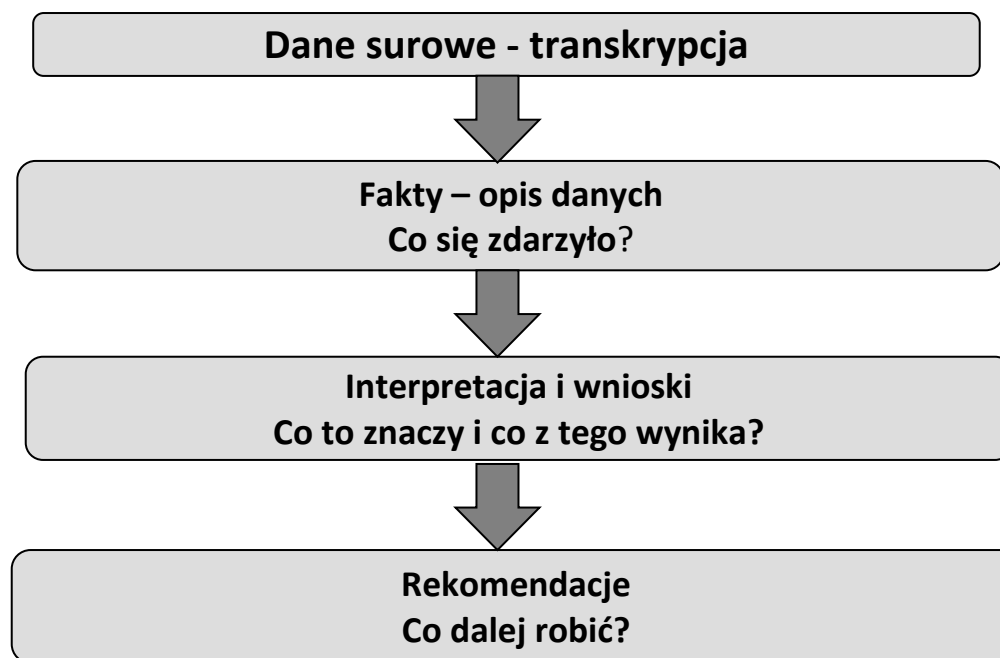 Dane surowe - transkrypcja
Fakty – opis danych
Co się zdarzyło?
Interpretacja i wnioski
Co to znaczy i co z tego wynika?
Rekomendacje
Co dalej robić?